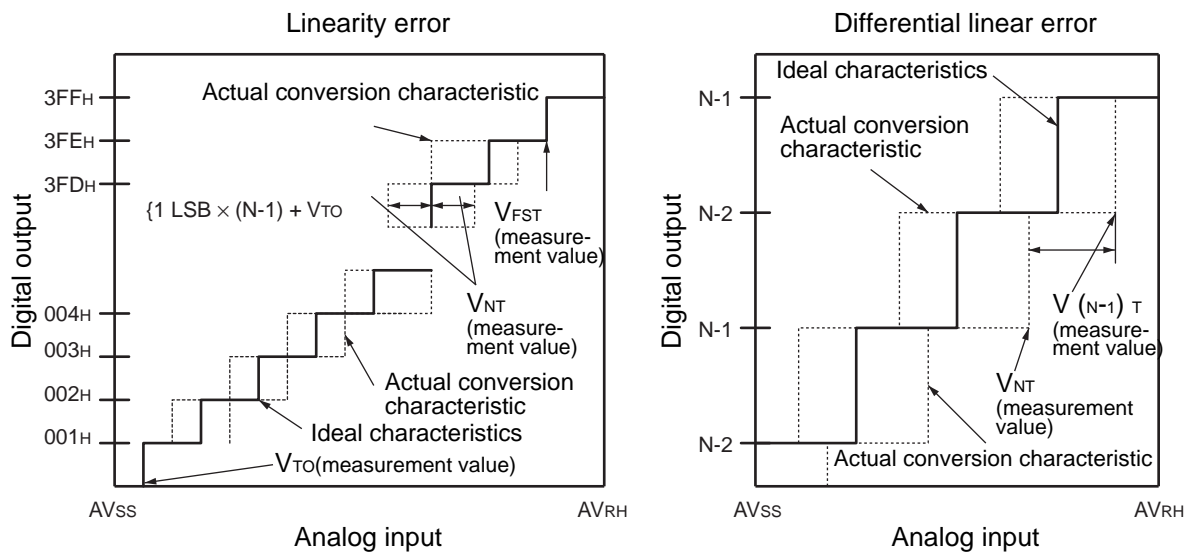 Linearity error
Actual conversion characteristic
3FFH
3FEH
3FDH
{1 LSB × (N-1) + VTO
VFST
(measure-
ment value)
VNT
(measure-
ment value)
004H
003H
002H
001H
Actual conversion
characteristic
Ideal characteristics
VTO(measurement value)
Digital output
AVSS
AVRH
Analog input
Differential linear error
Ideal characteristics
Actual conversion
characteristic
N-1
N-2
N-1
N-2
V (N-1) T
(measure-
ment value)
VNT
(measurement
value)
Actual conversion characteristic
Digital output
AVSS
AVRH
Analog input